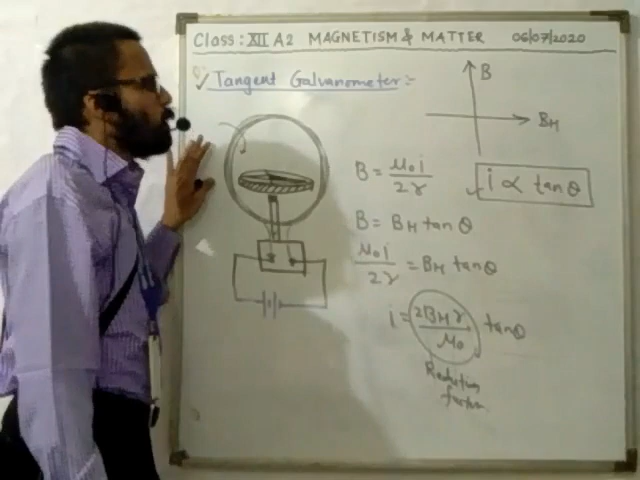 Class: XII A2 MAGNETISM & MATTER 06/07/2020
✓ Tangent Galvanometer:-
B
BH
B = μ₀i / 2r
✓ i ∝ tanθ
B = BH tanθ
μ₀i / 2r = BH tanθ
i = 2BHr / μ₀ tanθ
Reduction
factor